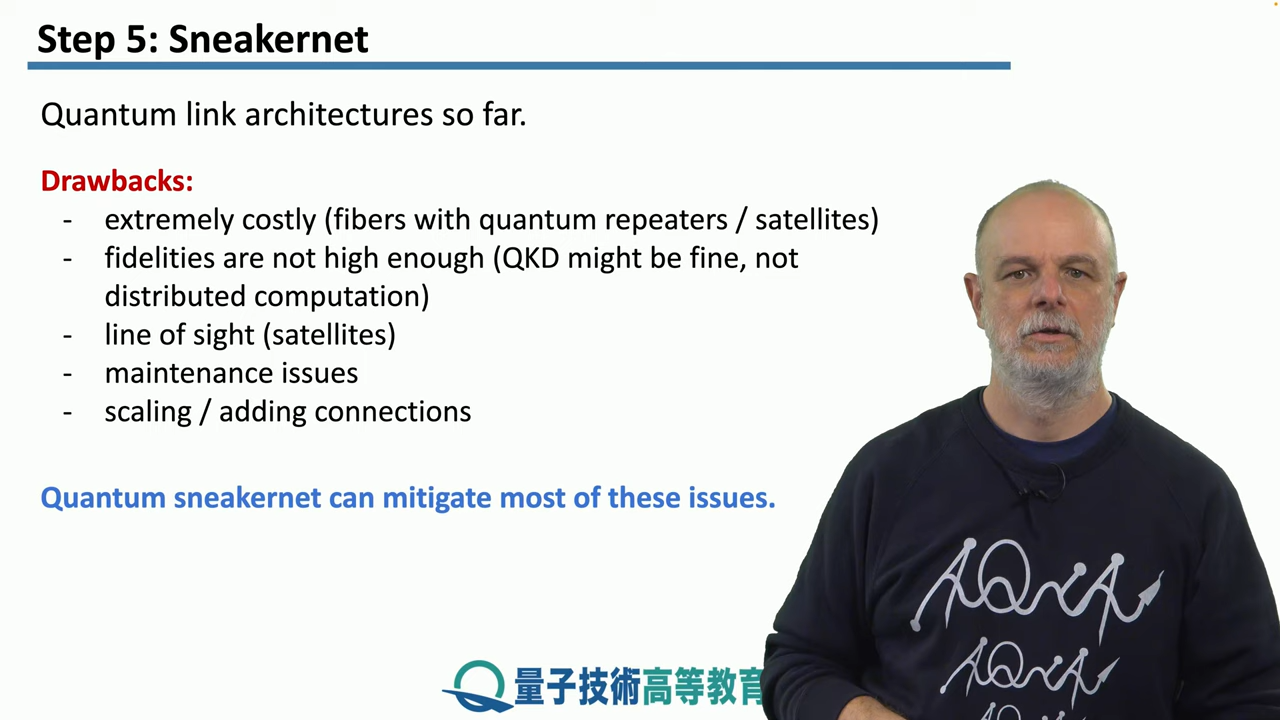 Step 5: Sneakernet
Quantum link architectures so far.
Drawbacks:
- extremely costly (fibers with quantum repeaters / satellites)
- fidelities are not high enough (QKD might be fine, not
distributed computation)
- line of sight (satellites)
- maintenance issues
- scaling / adding connections
Quantum sneakernet can mitigate most of these issues.
量子技術高等教育